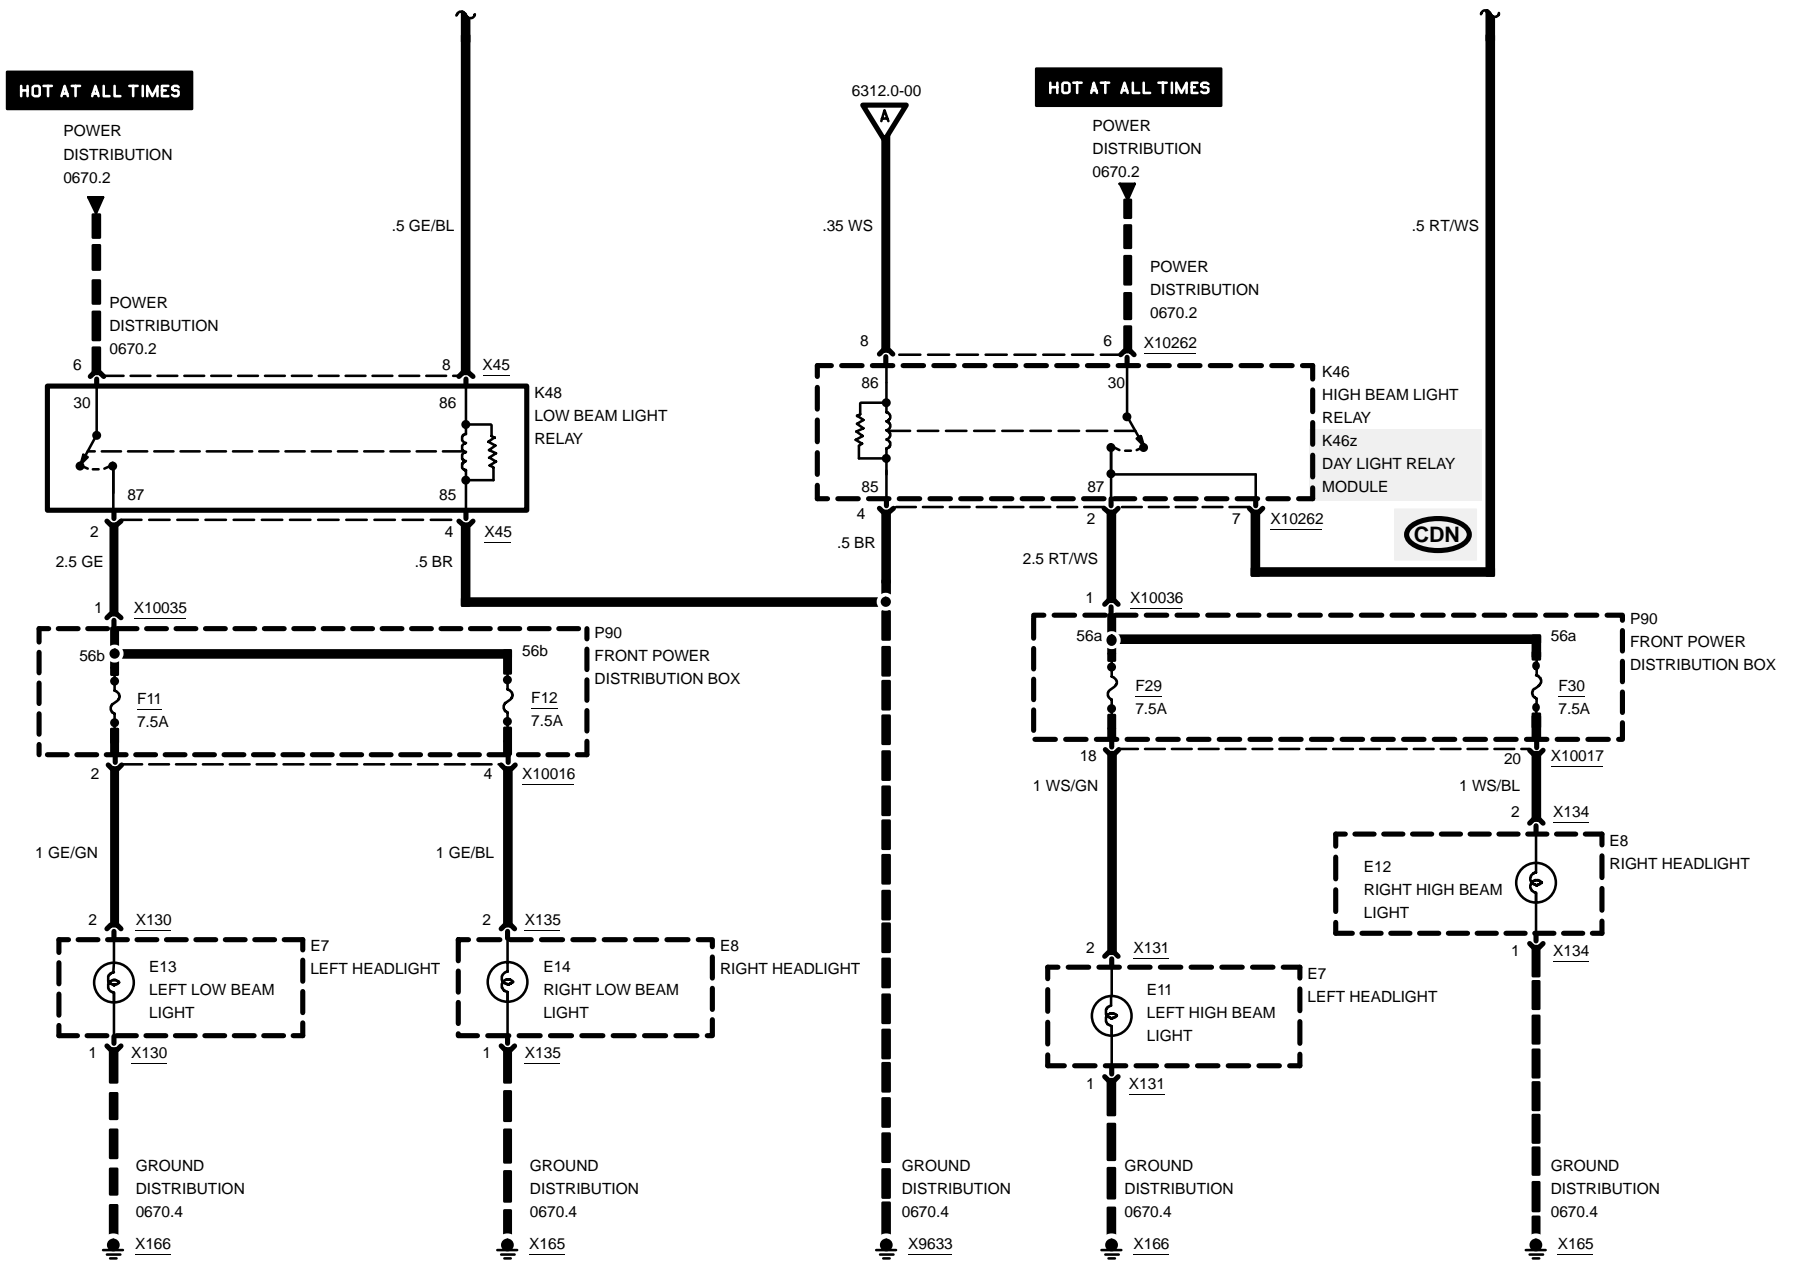 HOT AT ALL TIMES
POWER
DISTRIBUTION
0670.2
.5 GE/BL
POWER
DISTRIBUTION
0670.2
6
8
X45
K48
LOW BEAM LIGHT
RELAY
30
86
87
85
2
4
X45
2.5 GE
.5 BR
1
X10035
P90
FRONT POWER
DISTRIBUTION BOX
56b
56b
F11
7.5A
F12
7.5A
2
4
X10016
1 GE/GN
1 GE/BL
2
X130
2
X135
E7
LEFT HEADLIGHT
E13
LEFT LOW BEAM
LIGHT
E8
RIGHT HEADLIGHT
E14
RIGHT LOW BEAM
LIGHT
1
X130
1
X135
GROUND
DISTRIBUTION
0670.4
X166
GROUND
DISTRIBUTION
0670.4
X165
6312.0-00
A
.35 WS
HOT AT ALL TIMES
POWER
DISTRIBUTION
0670.2
.5 RT/WS
POWER
DISTRIBUTION
0670.2
8
6
X10262
K46
HIGH BEAM LIGHT
RELAY
K46z
DAY LIGHT RELAY
MODULE
86
30
85
87
4
2
7
X10262
CDN
.5 BR
2.5 RT/WS
1
X10036
P90
FRONT POWER
DISTRIBUTION BOX
56a
56a
F29
7.5A
F30
7.5A
18
20
X10017
1 WS/GN
1 WS/BL
2
X134
E8
RIGHT HEADLIGHT
E12
RIGHT HIGH BEAM
LIGHT
1
X134
2
X131
E7
LEFT HEADLIGHT
E11
LEFT HIGH BEAM
LIGHT
1
X131
GROUND
DISTRIBUTION
0670.4
X9633
GROUND
DISTRIBUTION
0670.4
X166
GROUND
DISTRIBUTION
0670.4
X165